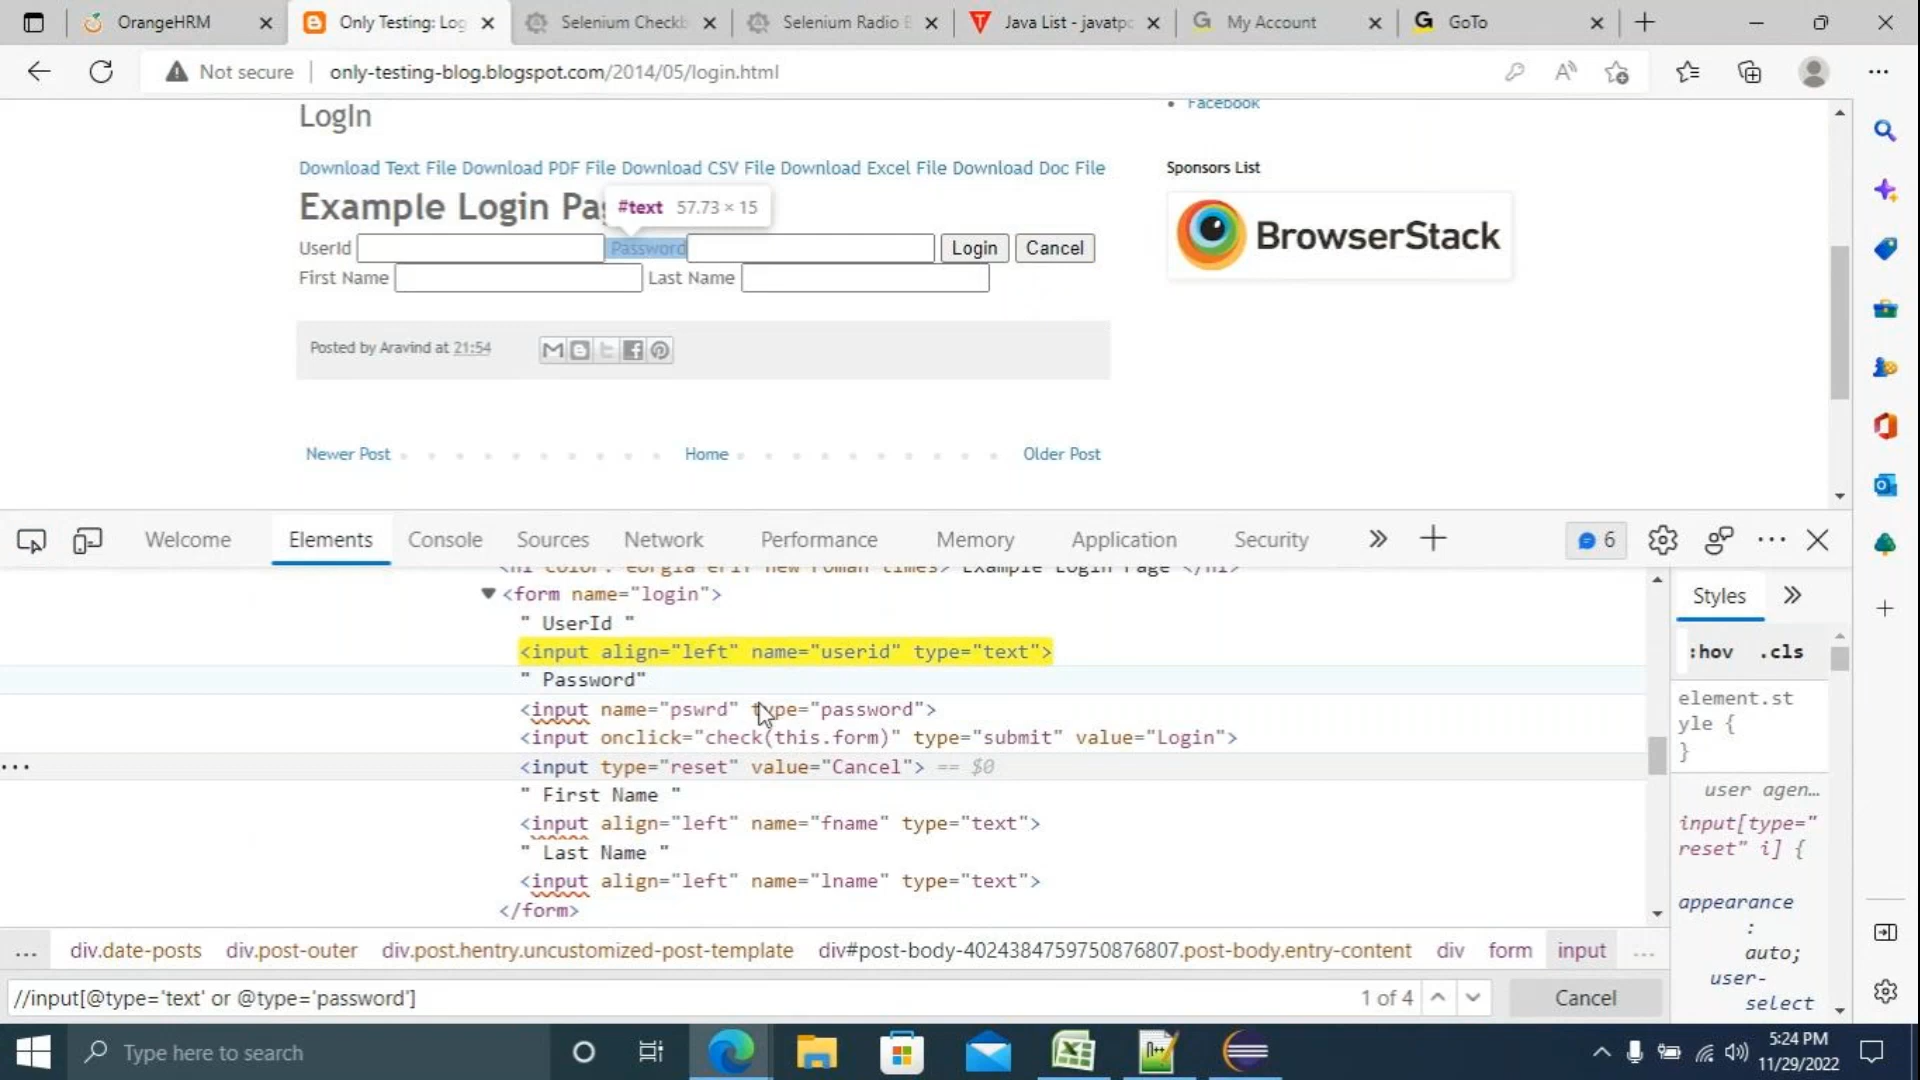 OrangeHRM
Only Testing: Log
Selenium Checkb
Selenium Radio B
Java List - javatpo
My Account
GoTo
Not secure
only-testing-blog.blogspot.com/2014/05/login.html
LogIn
Facebook
Download Text File Download PDF File Download CSV File Download Excel File Download Doc File
Sponsors List
Example Login Pa
#text 57.73 × 15
BrowserStack
UserId
Password
Login
Cancel
First Name
Last Name
Posted by Aravind at 21:54
Newer Post
Home
Older Post
Welcome
Elements
Console
Sources
Network
Performance
Memory
Application
Security
6
<form name="login">
" UserId "
<input align="left" name="userid" type="text">
" Password"
<input name="pswrd" type="password">
<input onclick="check(this.form)" type="submit" value="Login">
<input type="reset" value="Cancel"> == $0
" First Name "
<input align="left" name="fname" type="text">
" Last Name "
<input align="left" name="lname" type="text">
</form>
Styles
:hov .cls
element.st
yle {
}
user agen…
input[type="
reset" i] {
appearance
:
auto;
user-
select
... div.date-posts div.post-outer div.post.hentry.uncustomized-post-template div#post-body-4024384759750876807.post-body.entry-content div form input ...
//input[@type='text' or @type='password']
1 of 4
Cancel
Type here to search
5:24 PM
11/29/2022